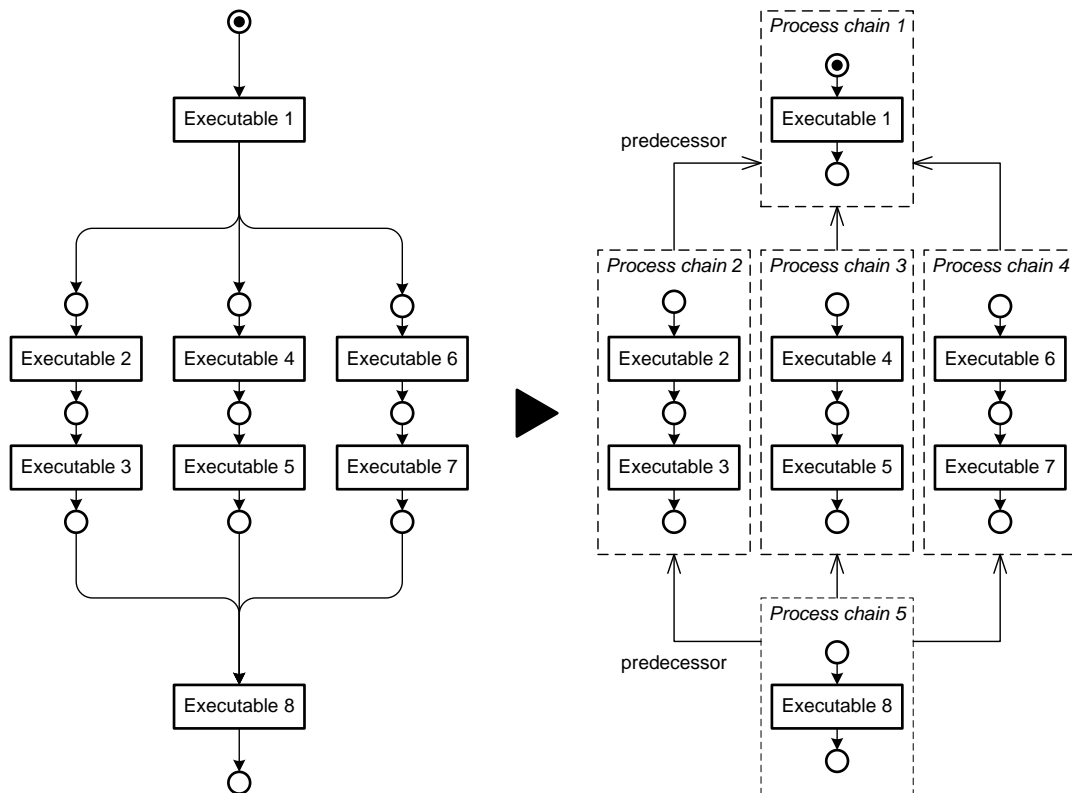 Executable 1
Executable 2
Executable 4
Executable 6
Executable 3
Executable 5
Executable 7
Executable 8
Process chain 1
Executable 1
predecessor
Process chain 2
Process chain 3
Process chain 4
Executable 2
Executable 4
Executable 6
Executable 3
Executable 5
Executable 7
Process chain 5
predecessor
Executable 8